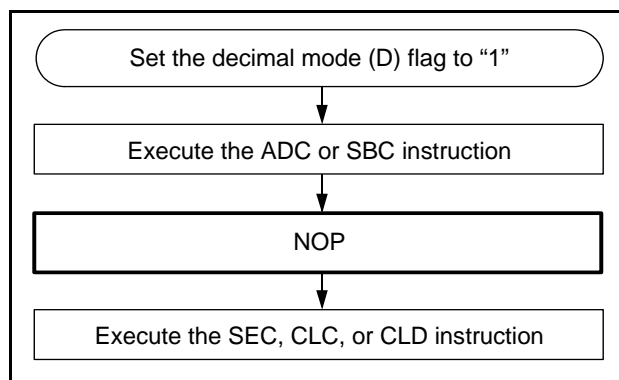 Set the decimal mode (D) flag to “1”
Execute the ADC or SBC instruction
NOP
Execute the SEC, CLC, or CLD instruction